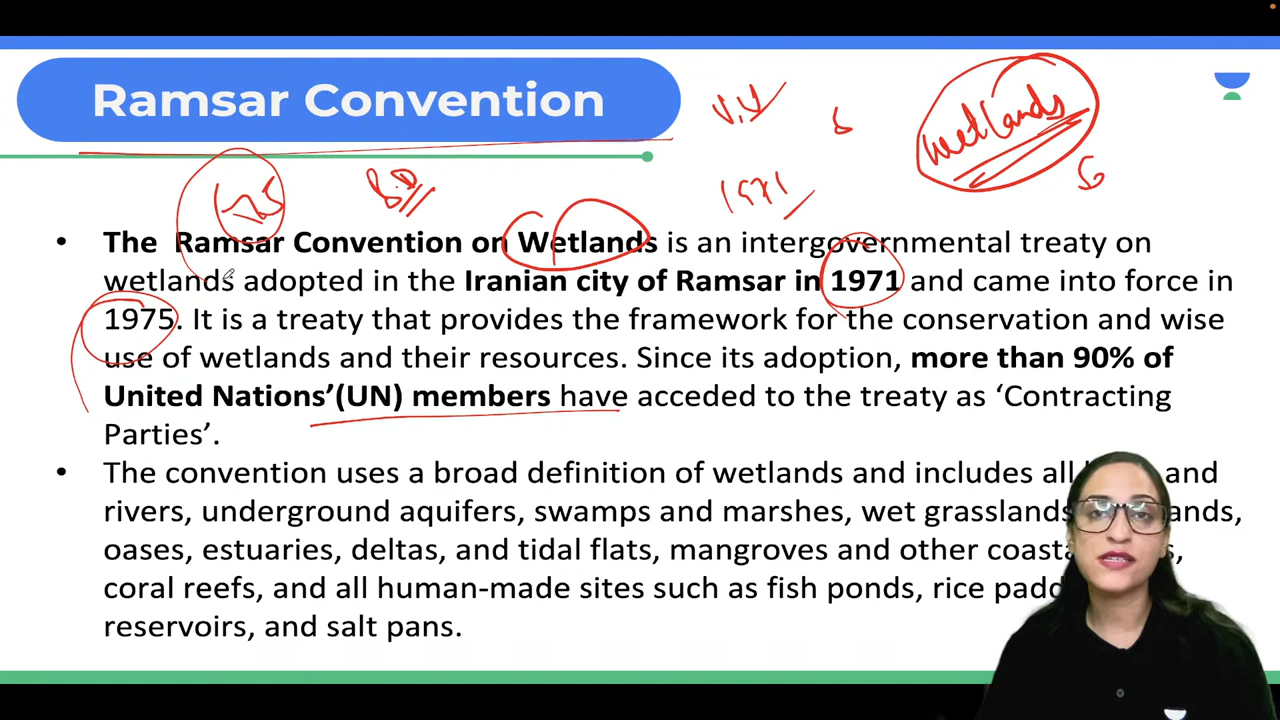 Ramsar Convention
wetlands
1971
The Ramsar Convention on Wetlands is an intergovernmental treaty on
wetlands adopted in the Iranian city of Ramsar in 1971 and came into force in
1975. It is a treaty that provides the framework for the conservation and wise
use of wetlands and their resources. Since its adoption, more than 90% of
United Nations’(UN) members have acceded to the treaty as ‘Contracting
Parties’.
The convention uses a broad definition of wetlands and includes all and
rivers, underground aquifers, swamps and marshes, wet grasslands,
oases, estuaries, deltas, and tidal flats, mangroves and other
coral reefs, and all human-made sites such as fish ponds, rice
reservoirs, and salt pans.